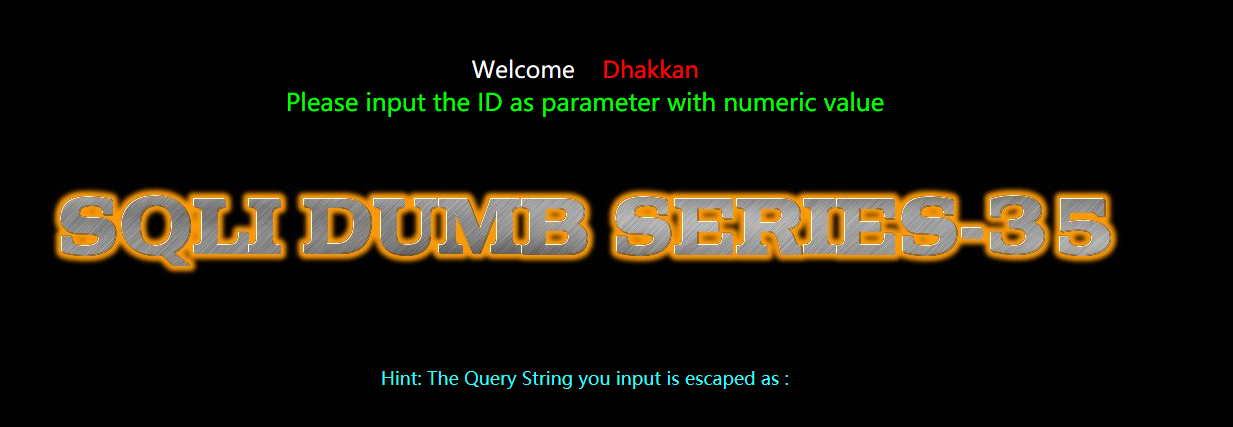 Welcome Dhakkan
Please input the ID as parameter with numeric value
SQLI DUMB SERIES-35
Hint: The Query String you input is escaped as :